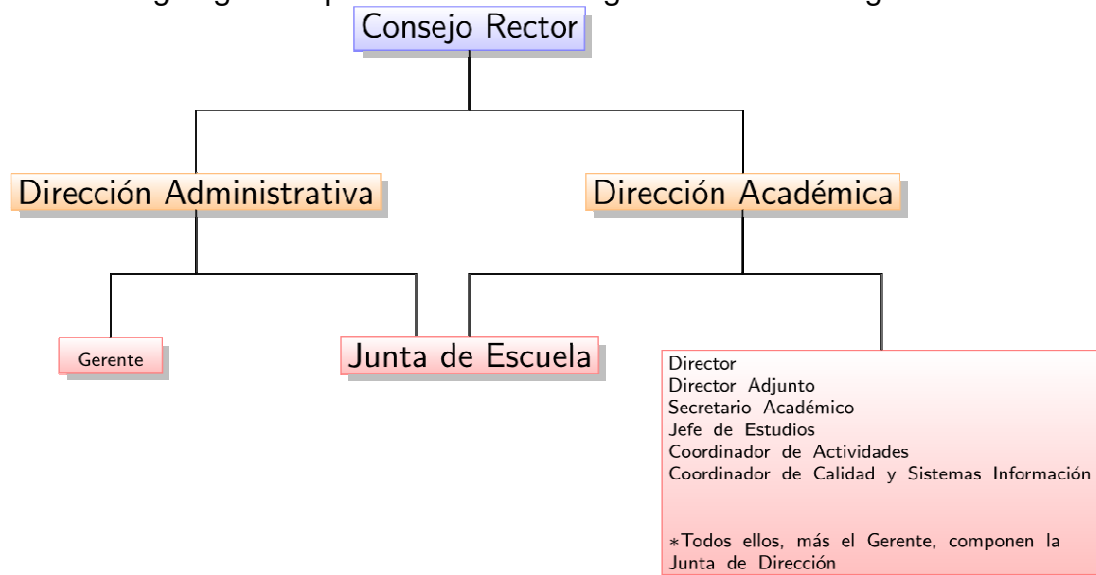 Consejo Rector
Dirección Administrativa
Dirección Académica
Gerente
Junta de Escuela
Director
Director Adjunto
Secretario Académico
Jefe de Estudios
Coordinador de Actividades
Coordinador de Calidad y Sistemas Información
*Todos ellos, más el Gerente, componen la
Junta de Dirección